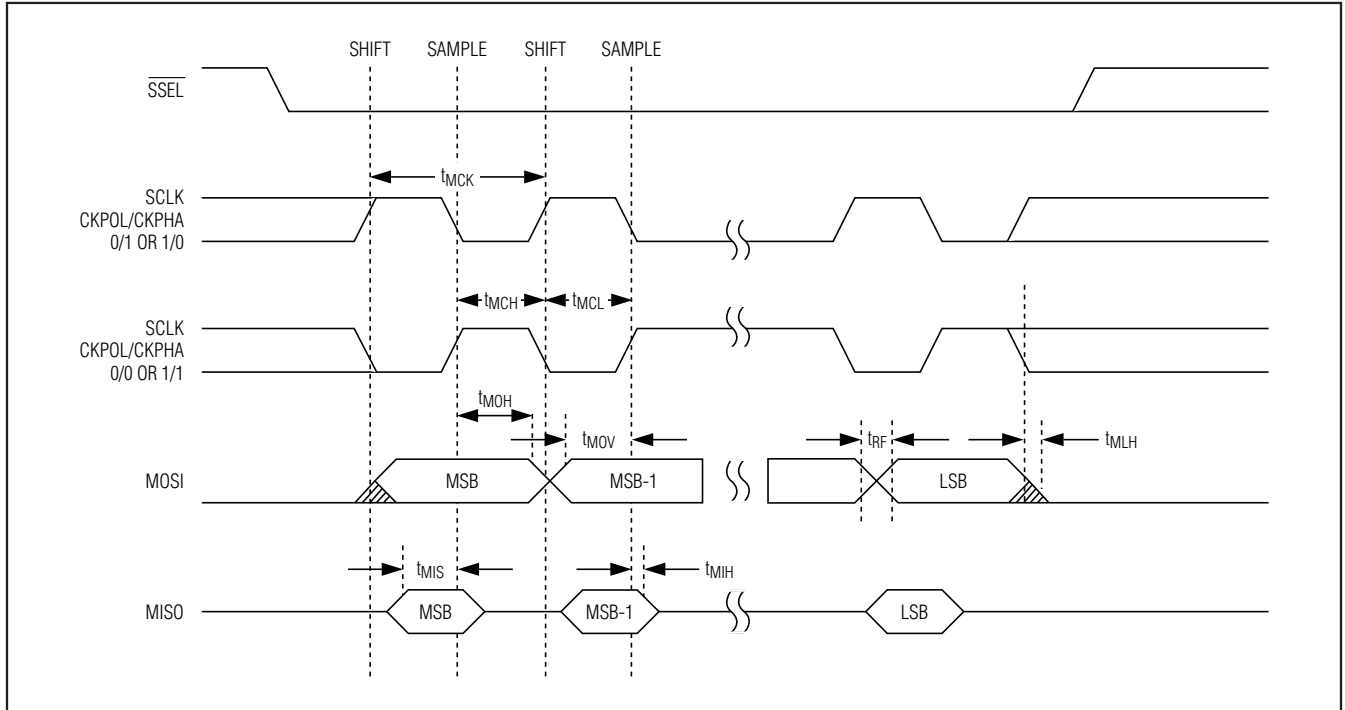 SHIFT SAMPLE SHIFT SAMPLE
SSEL
tMCK
SCLK
CKPOL/CKPHA
0/1 OR 1/0
tMCH tMCL
SCLK
CKPOL/CKPHA
0/0 OR 1/1
tMOH
tMOV tRF tMLH
MOSI MSB MSB-1 LSB
tMIS tMIH
MISO MSB MSB-1 LSB